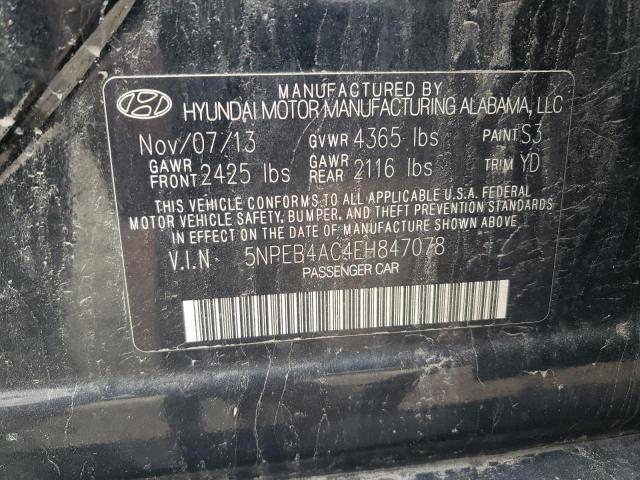 MANUFACTURED BY
HYUNDAI MOTOR MANUFACTURING ALABAMA, LLC
Nov/07/13 GVWR 4365 lbs PAINT S3
GAWR FRONT 2425 lbs GAWR REAR 2116 lbs TRIM YD
THIS VEHICLE CONFORMS TO ALL APPLICABLE U.S.A. FEDERAL
MOTOR VEHICLE SAFETY, BUMPER, AND THEFT PREVENTION STANDARDS
IN EFFECT ON THE DATE OF MANUFACTURE SHOWN ABOVE.
V.I.N : 5NPEB4AC4EH847078 :
PASSENGER CAR